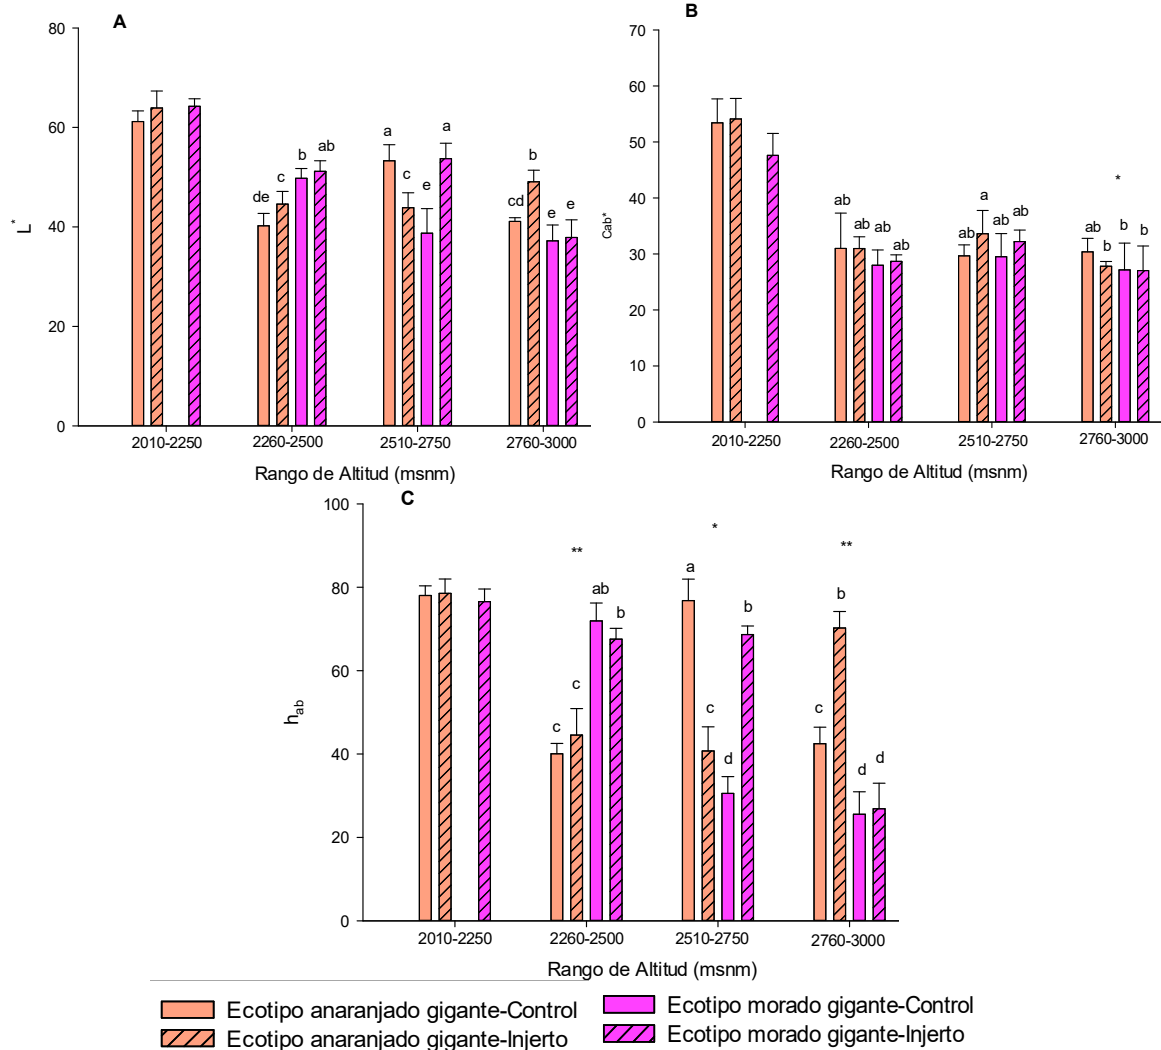 A
80
60
40
20
0
L*
de
c
b
ab
a
c
e
a
cd
b
e
e
2010-2250
2260-2500
2510-2750
2760-3000
Rango de Altitud (msnm)
B
70
60
50
40
30
20
10
0
Cab*
ab
ab
ab
ab
ab
a
ab
ab
*
ab
b
b
b
2010-2250
2260-2500
2510-2750
2760-3000
Rango de Altitud (msnm)
C
100
80
60
40
20
0
hab
**
c
c
ab
b
*
a
c
d
b
**
c
b
d
d
2010-2250
2260-2500
2510-2750
2760-3000
Rango de Altitud (msnm)
Ecotipo anaranjado gigante-Control
Ecotipo anaranjado gigante-Injerto
Ecotipo morado gigante-Control
Ecotipo morado gigante-Injerto